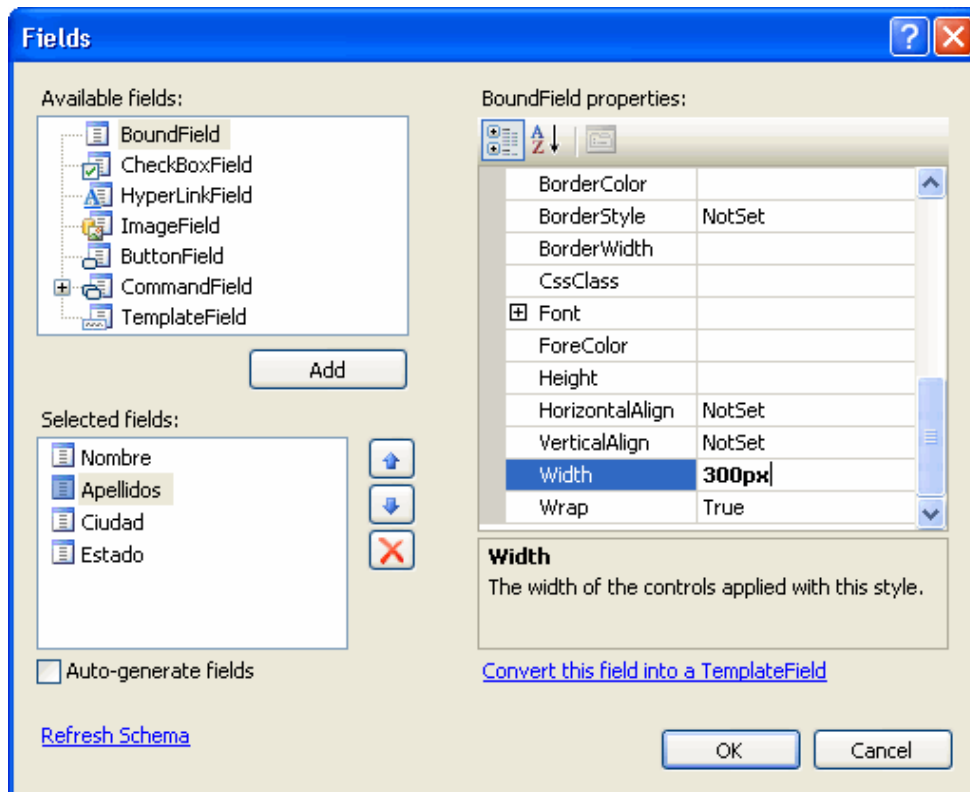 Fields
Available fields:
BoundField
CheckBoxField
HyperLinkField
ImageField
ButtonField
CommandField
TemplateField
Add
Selected fields:
Nombre
Apellidos
Ciudad
Estado
Auto-generate fields
Refresh Schema
BoundField properties:
BorderColor
BorderStyle NotSet
BorderWidth
CssClass
Font
ForeColor
Height
HorizontalAlign NotSet
VerticalAlign NotSet
Width 300px
Wrap True
Width
The width of the controls applied with this style.
Convert this field into a TemplateField
OK Cancel